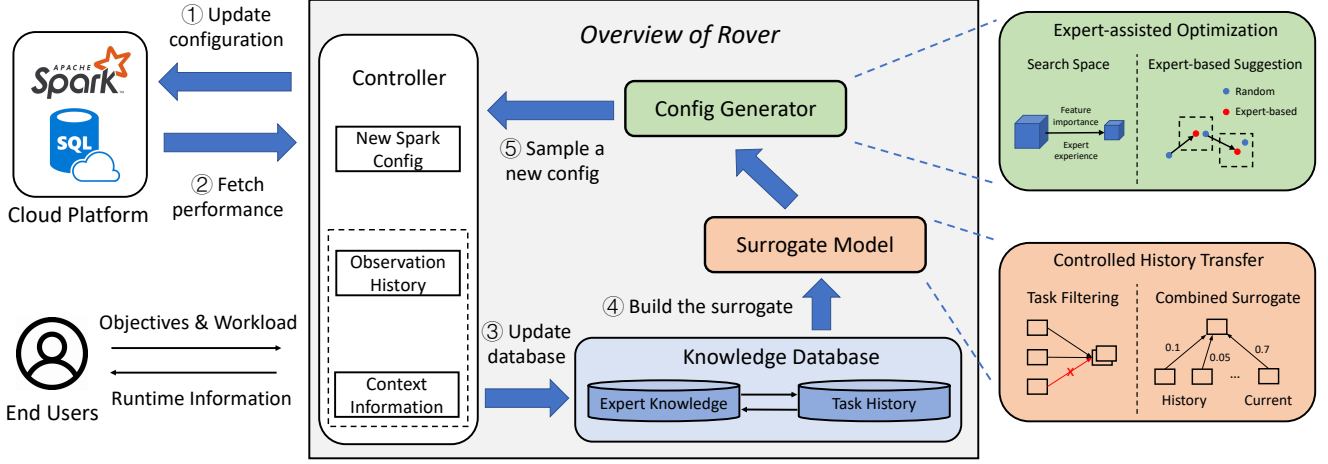 ① Update
configuration
APACHE
Spark™
SQL
② Fetch
performance
Cloud Platform
Objectives & Workload
Runtime Information
End Users
Overview of Rover
Controller
New Spark
Config
Observation
History
Context
Information
Config Generator
⑤ Sample a
new config
Surrogate Model
④ Build the surrogate
③ Update
database
Knowledge Database
Expert Knowledge
Task History
Expert-assisted Optimization
Search Space
Feature
importance
Expert
experience
Expert-based Suggestion
Random
Expert-based
Controlled History Transfer
Task Filtering
X
Combined Surrogate
0.1
0.05
0.7
...
History
Current